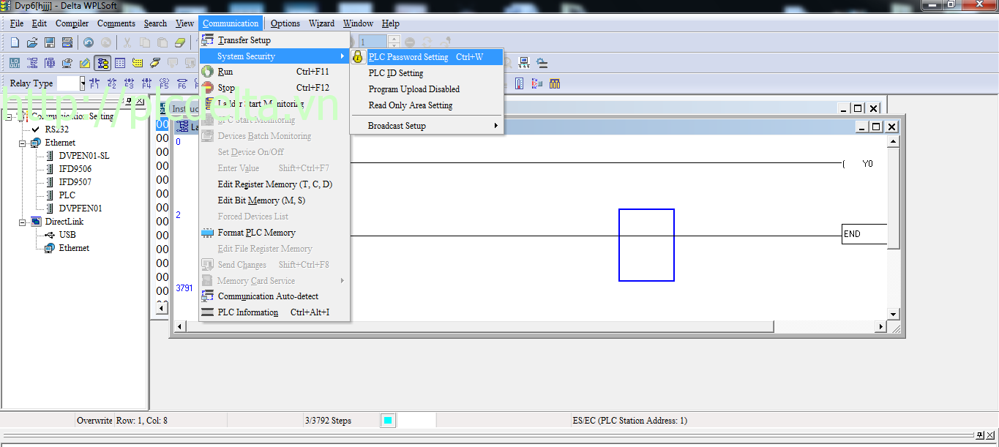 Dvp6[hjjj] - Delta WPLSoft
File Edit Compiler Comments Search View Communication Options Wizard Window Help
1
Relay Type
F1 F2 F3 F4 F5 F6
http://plcdelta.vn
Communication Setting
RS232
Ethernet
DVPEN01-SL
IFD9506
IFD9507
PLC
DVPFEN01
DirectLink
USB
Ethernet
Transfer Setup
System Security
Run Ctrl+F11
Stop Ctrl+F12
Ladder Start Monitoring
SFC Start Monitoring
Devices Batch Monitoring
Set Device On/Off
Enter Value Shift+Ctrl+F7
Edit Register Memory (T, C, D)
Edit Bit Memory (M, S)
Forced Devices List
Format PLC Memory
Edit File Register Memory
Send Changes Shift+Ctrl+F8
Memory Card Service
Communication Auto-detect
PLC Information Ctrl+Alt+I
PLC Password Setting Ctrl+W
PLC ID Setting
Program Upload Disabled
Read Only Area Setting
Broadcast Setup
Instruc
La
00
00
00
00
00
00
00
00
00
00
00
00
00
0
2
3791
Y0
END
Overwrite Row: 1, Col: 8
3/3792 Steps
ES/EC (PLC Station Address: 1)